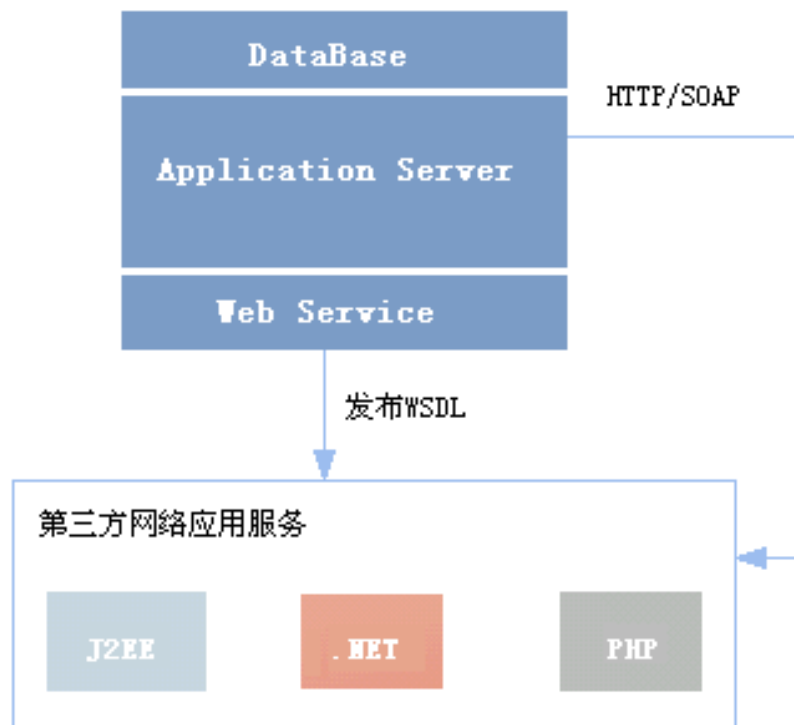 DataBase
HTTP/SOAP
Application Server
Web Service
发布WSDL
第三方网络应用服务
J2EE
.NET
PHP